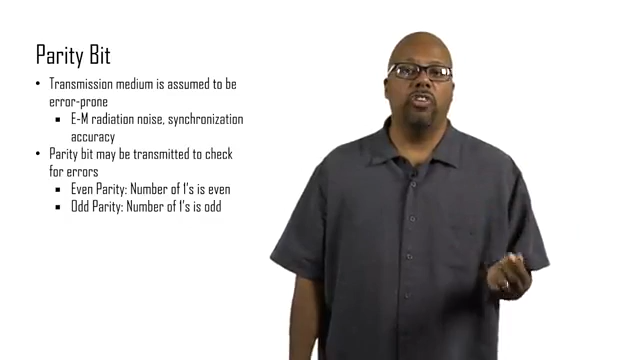 Parity Bit
• Transmission medium is assumed to be
error-prone
▪ E-M radiation noise, synchronization
accuracy
• Parity bit may be transmitted to check
for errors
▪ Even Parity: Number of 1's is even
▪ Odd Parity: Number of 1's is odd